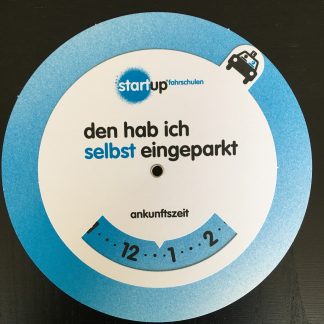 startup fahrschulen
den hab ich
selbst eingeparkt
ankunftszeit
12 1 2